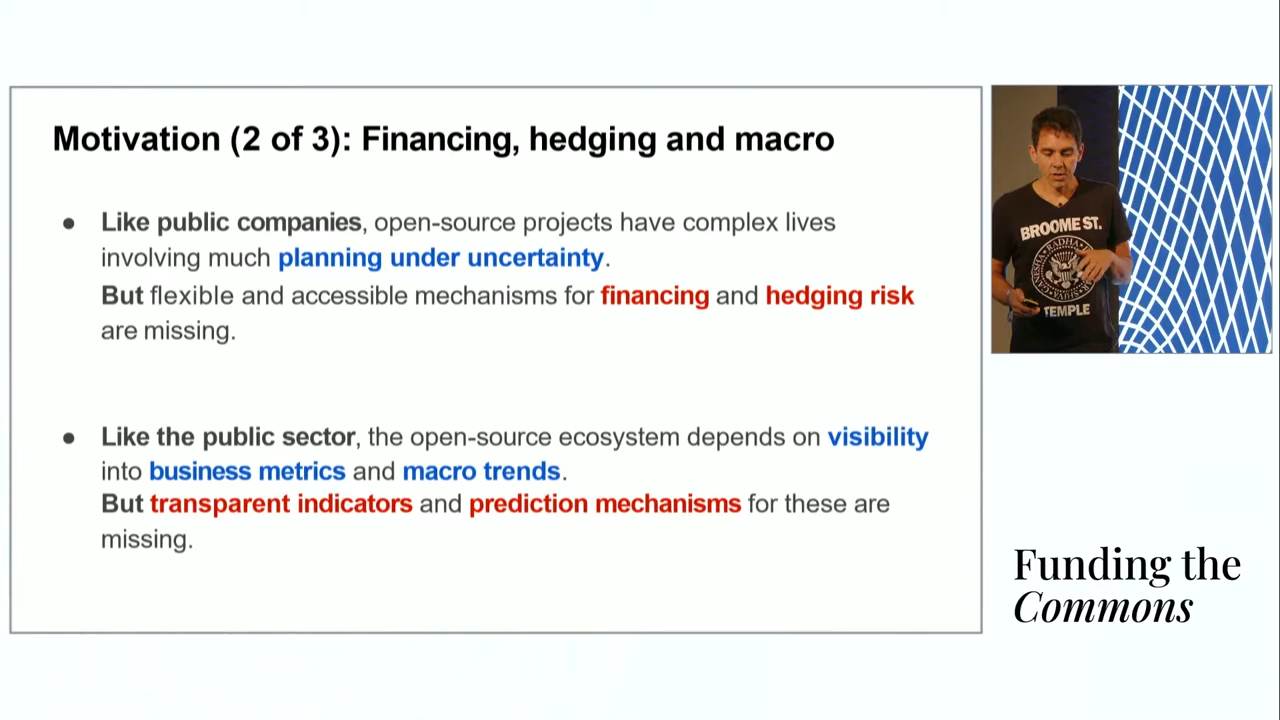 Motivation (2 of 3): Financing, hedging and macro
● Like public companies, open-source projects have complex lives
involving much planning under uncertainty.
But flexible and accessible mechanisms for financing and hedging risk
are missing.
● Like the public sector, the open-source ecosystem depends on visibility
into business metrics and macro trends.
But transparent indicators and prediction mechanisms for these are
missing.
BROOME ST.
RADHA
GANESHA
SHIVA
TEMPLE
Funding the
Commons